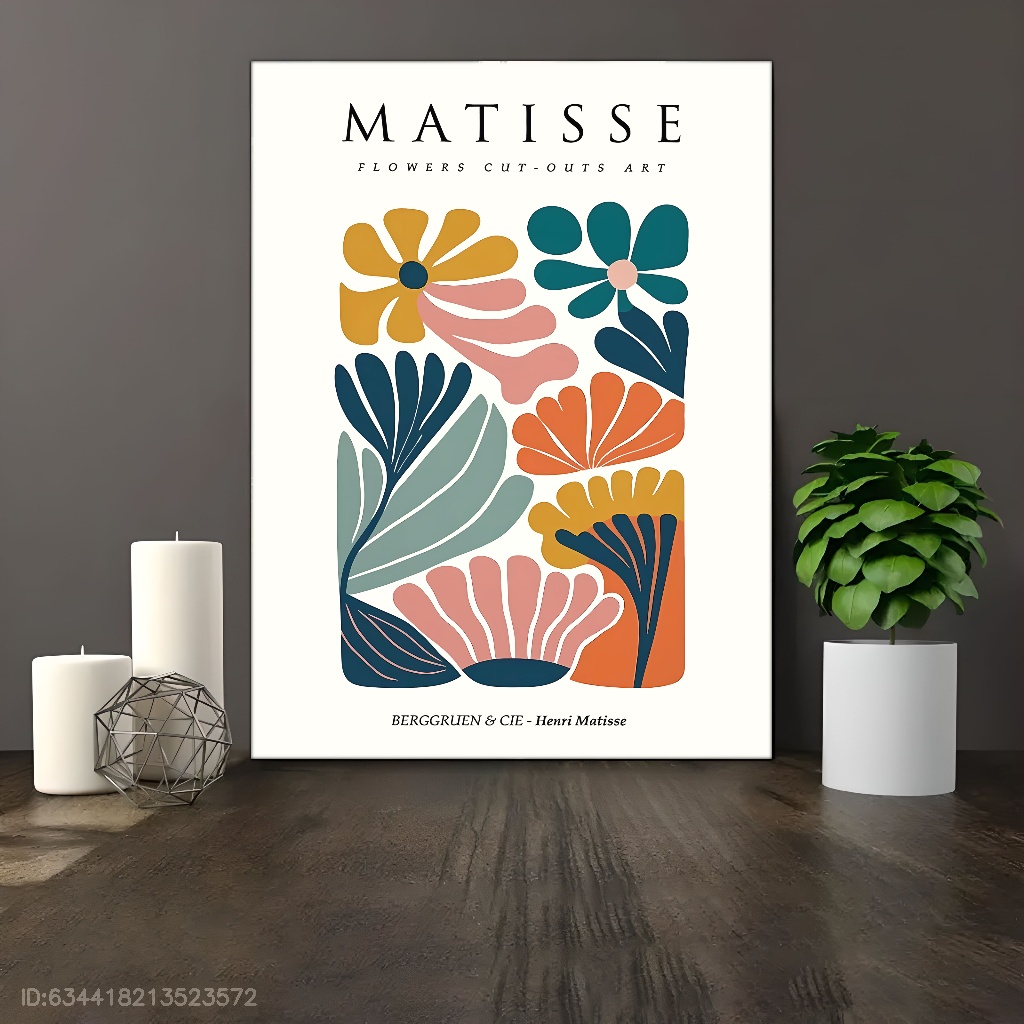 MATISSE
FLOWERS CUT-OUTS ART
BERGGRUEN & CIE - Henri Matisse
ID:634418213523572